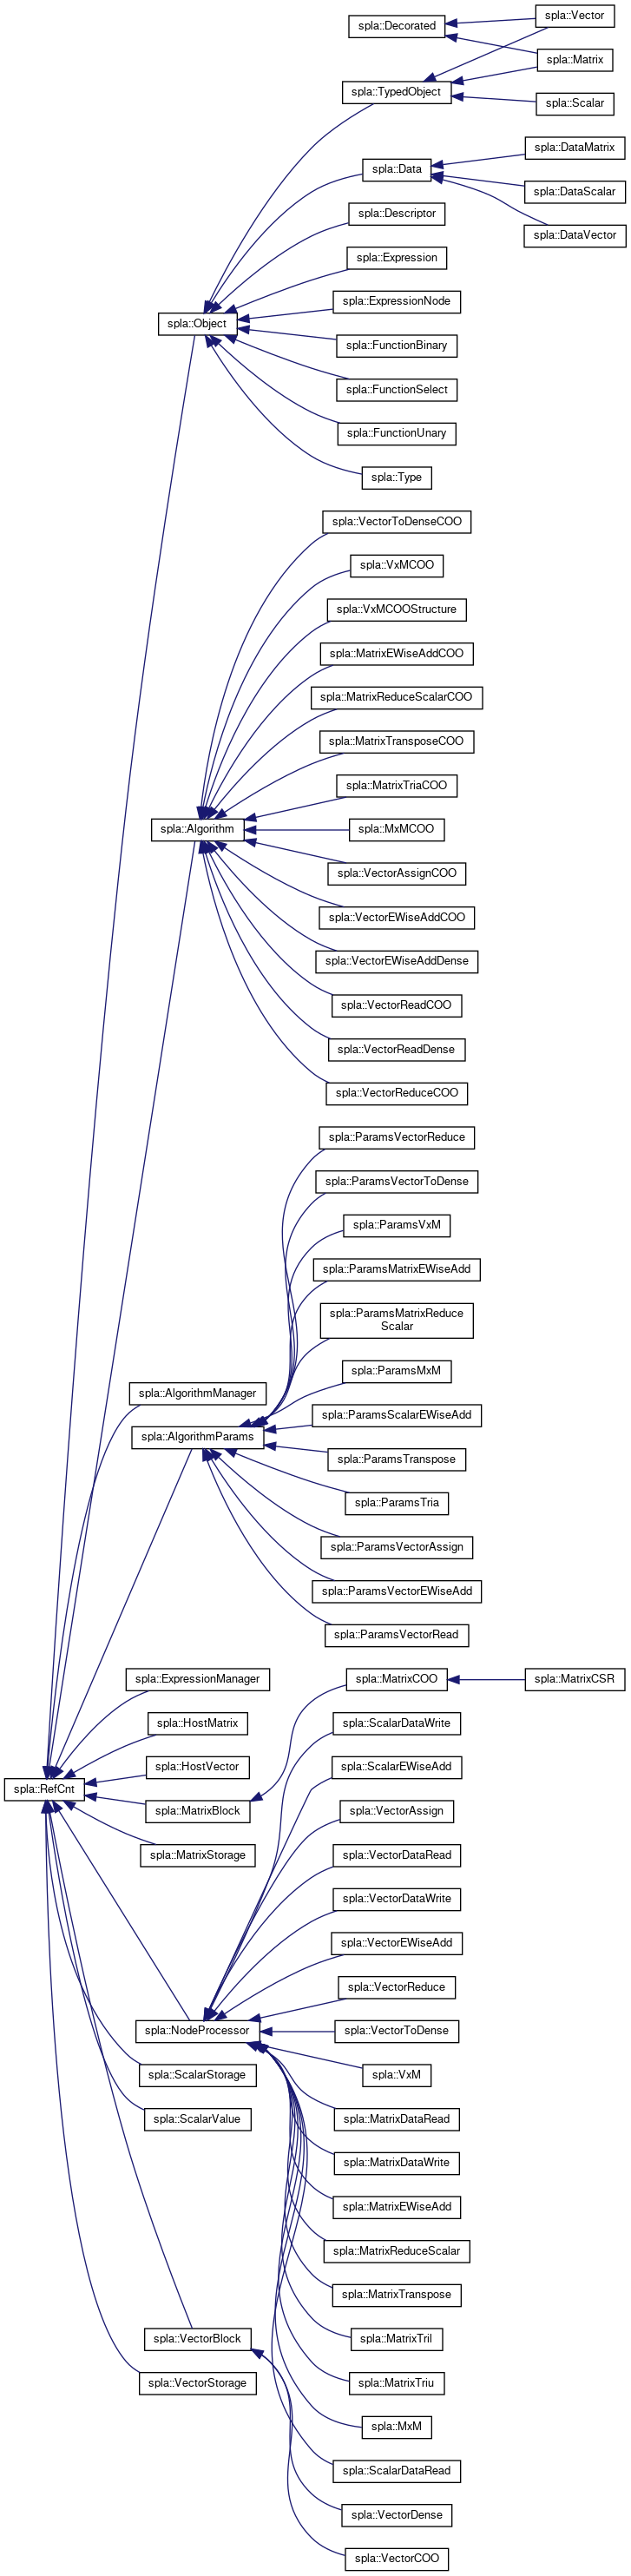 spla::Decorated
spla::Vector
spla::Matrix
spla::TypedObject
spla::Scalar
spla::Data
spla::DataMatrix
spla::DataScalar
spla::DataVector
spla::Descriptor
spla::Expression
spla::ExpressionNode
spla::Object
spla::FunctionBinary
spla::FunctionSelect
spla::FunctionUnary
spla::Type
spla::VectorToDenseCOO
spla::VxMCOO
spla::VxMCOOStructure
spla::MatrixEWiseAddCOO
spla::MatrixReduceScalarCOO
spla::MatrixTransposeCOO
spla::MatrixTriaCOO
spla::Algorithm
spla::MxMCOO
spla::VectorAssignCOO
spla::VectorEWiseAddCOO
spla::VectorEWiseAddDense
spla::VectorReadCOO
spla::VectorReadDense
spla::VectorReduceCOO
spla::ParamsVectorReduce
spla::ParamsVectorToDense
spla::ParamsVxM
spla::ParamsMatrixEWiseAdd
spla::ParamsMatrixReduce
Scalar
spla::ParamsMxM
spla::AlgorithmManager
spla::ParamsScalarEWiseAdd
spla::AlgorithmParams
spla::ParamsTranspose
spla::ParamsTria
spla::ParamsVectorAssign
spla::ParamsVectorEWiseAdd
spla::ParamsVectorRead
spla::ExpressionManager
spla::MatrixCOO
spla::MatrixCSR
spla::HostMatrix
spla::ScalarDataWrite
spla::HostVector
spla::ScalarEWiseAdd
spla::RefCnt
spla::MatrixBlock
spla::VectorAssign
spla::MatrixStorage
spla::VectorDataRead
spla::VectorDataWrite
spla::VectorEWiseAdd
spla::VectorReduce
spla::NodeProcessor
spla::VectorToDense
spla::ScalarStorage
spla::VxM
spla::ScalarValue
spla::MatrixDataRead
spla::MatrixDataWrite
spla::MatrixEWiseAdd
spla::MatrixReduceScalar
spla::MatrixTranspose
spla::VectorBlock
spla::MatrixTril
spla::VectorStorage
spla::MatrixTriu
spla::MxM
spla::ScalarDataRead
spla::VectorDense
spla::VectorCOO